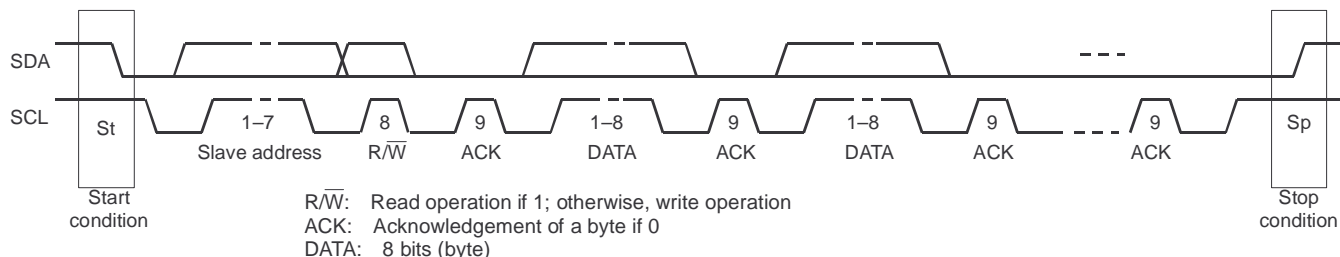 SDA
SCL
St 1–7 8 9 1–8 9 1–8 9 9 Sp
Slave address R/W̅ ACK DATA ACK DATA ACK ACK
Start
condition
Stop
condition
R/W̅: Read operation if 1; otherwise, write operation
ACK: Acknowledgement of a byte if 0
DATA: 8 bits (byte)